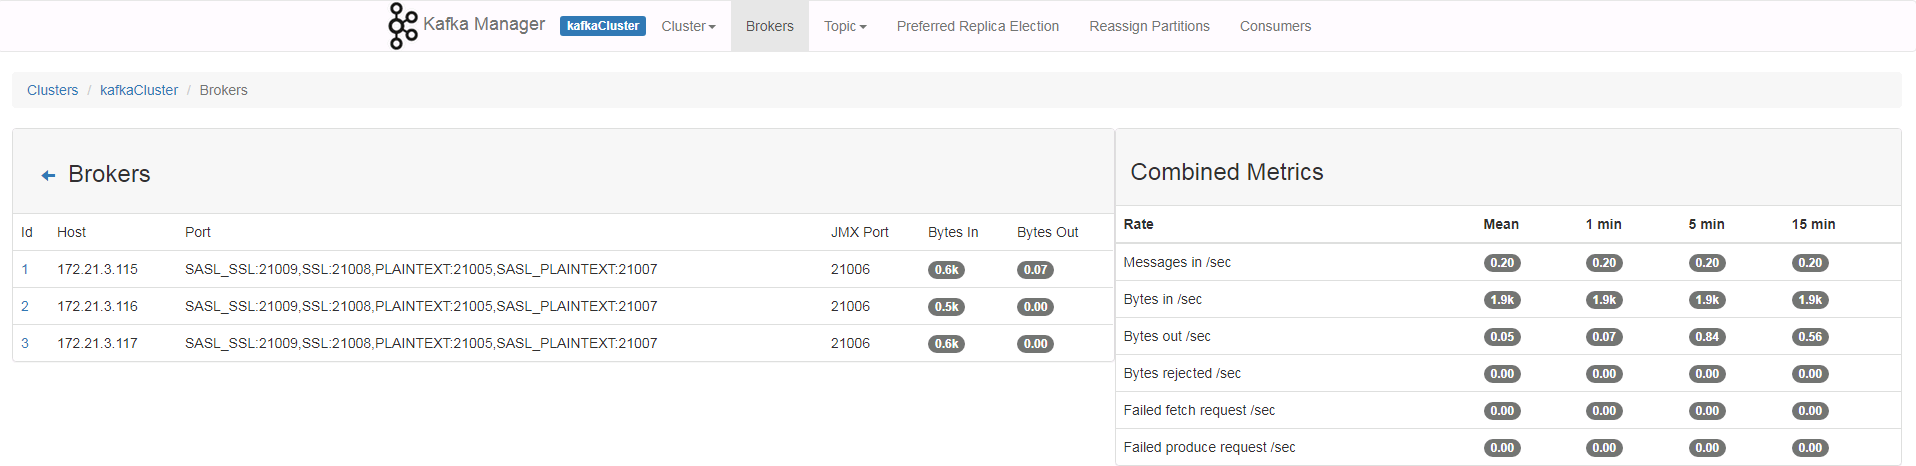 Kafka Manager kafkaCluster Cluster Brokers Topic Preferred Replica Election Reassign Partitions Consumers
Clusters / kafkaCluster / Brokers
Brokers
Id Host Port JMX Port Bytes In Bytes Out
1 172.21.3.115 SASL_SSL:21009,SSL:21008,PLAINTEXT:21005,SASL_PLAINTEXT:21007 21006 0.6k 0.07
2 172.21.3.116 SASL_SSL:21009,SSL:21008,PLAINTEXT:21005,SASL_PLAINTEXT:21007 21006 0.5k 0.00
3 172.21.3.117 SASL_SSL:21009,SSL:21008,PLAINTEXT:21005,SASL_PLAINTEXT:21007 21006 0.6k 0.00
Combined Metrics
Rate Mean 1 min 5 min 15 min
Messages in /sec 0.20 0.20 0.20 0.20
Bytes in /sec 1.9k 1.9k 1.9k 1.9k
Bytes out /sec 0.05 0.07 0.84 0.56
Bytes rejected /sec 0.00 0.00 0.00 0.00
Failed fetch request /sec 0.00 0.00 0.00 0.00
Failed produce request /sec 0.00 0.00 0.00 0.00